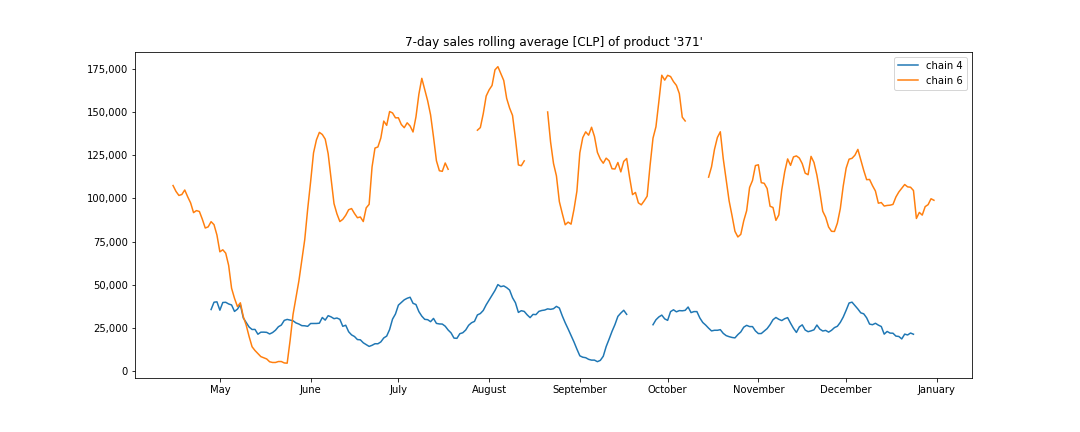 7-day sales rolling average [CLP] of product '371'
chain 4
chain 6
175,000
150,000
125,000
100,000
75,000
50,000
25,000
0
May June July August September October November December January